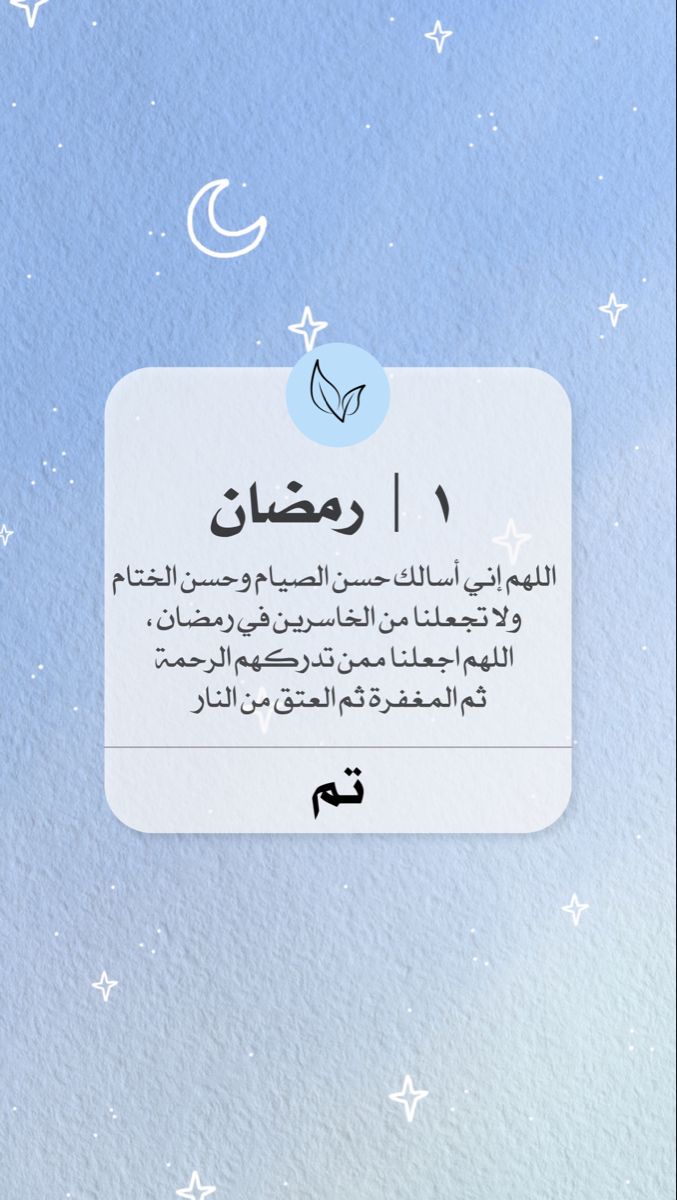 ١ | رمضان
اللهم إني أسالك حسن الصيام وحسن الختام
ولا تجعلنا من الخاسرين في رمضان ،
اللهم اجعلنا ممن تدركهم الرحمة
ثم المغفرة ثم العتق من النار
تم